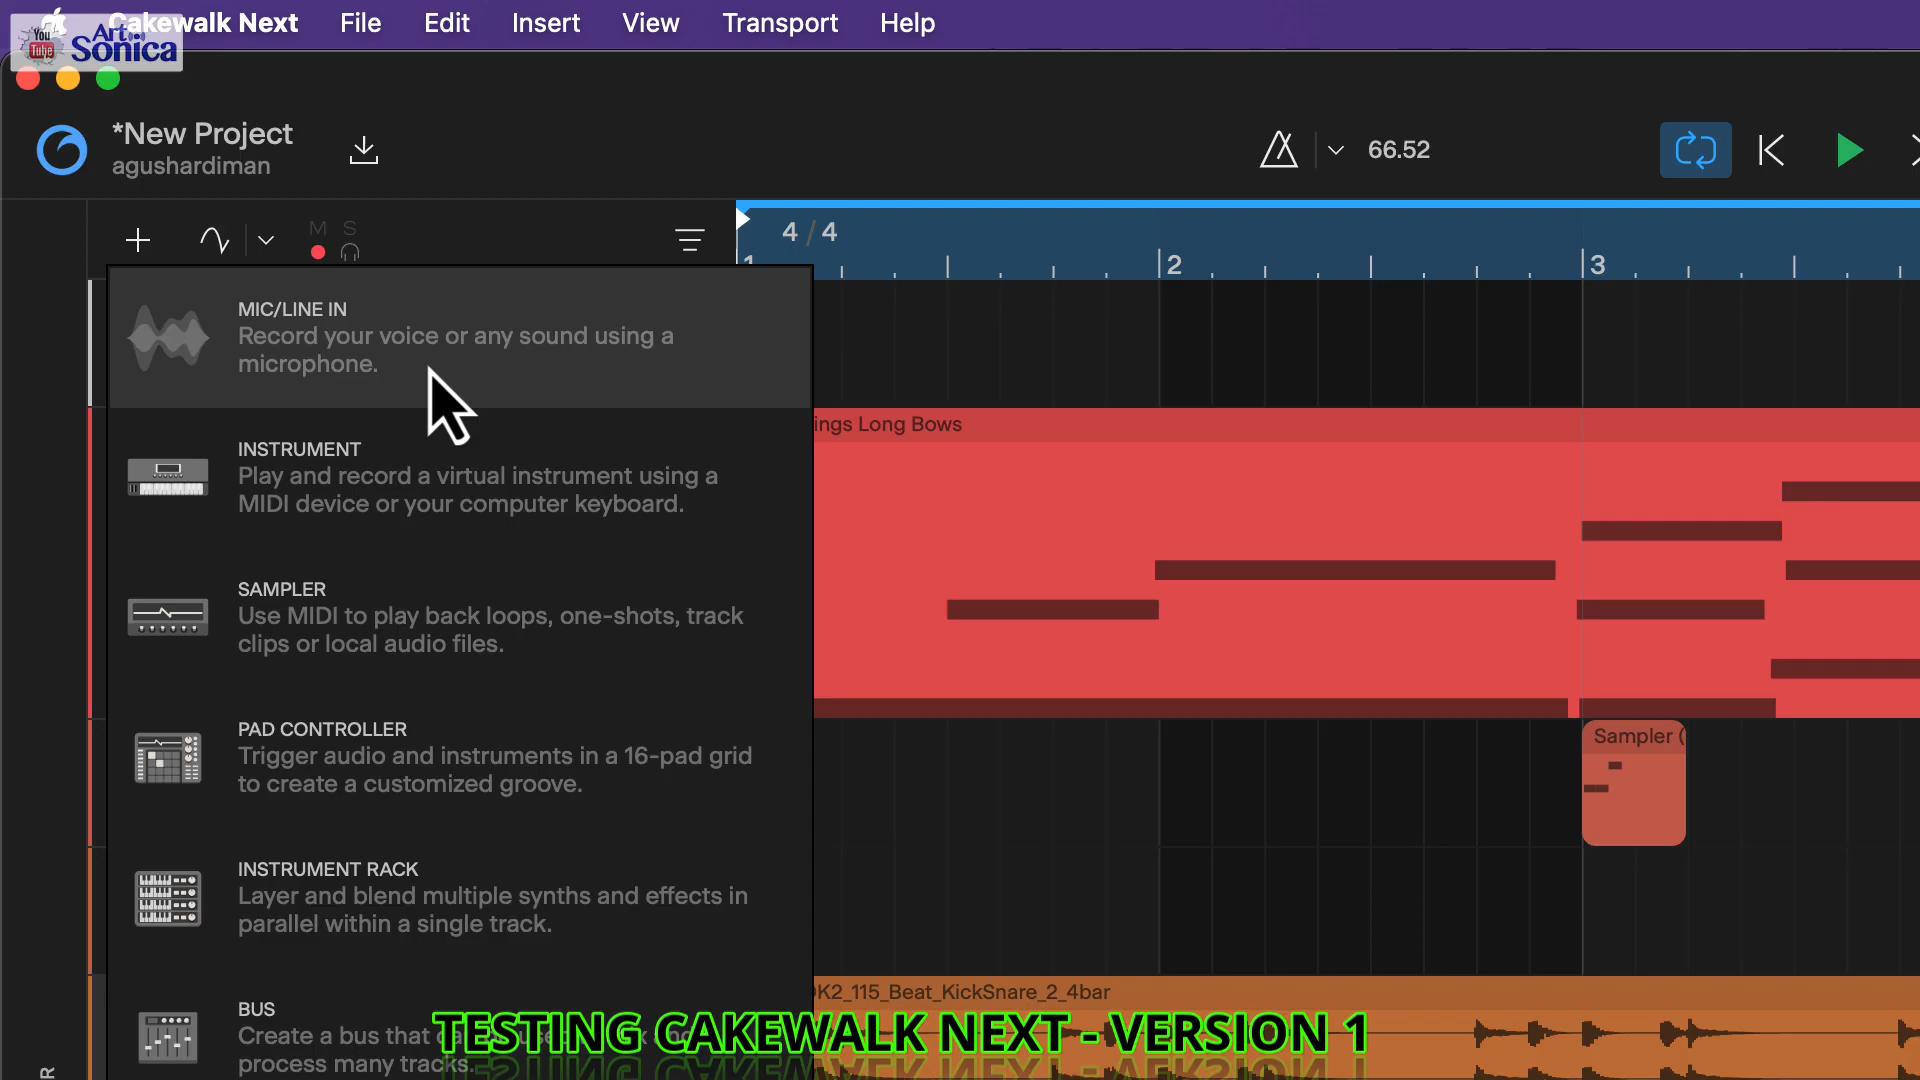 Cakewalk Next File Edit Insert View Transport Help
You Tube Art Sonica
*New Project
agushardiman
66.52
M S
4 / 4
1 2 3
MIC/LINE IN
Record your voice or any sound using a
microphone.
ings Long Bows
INSTRUMENT
Play and record a virtual instrument using a
MIDI device or your computer keyboard.
SAMPLER
Use MIDI to play back loops, one-shots, track
clips or local audio files.
Sampler (
PAD CONTROLLER
Trigger audio and instruments in a 16-pad grid
to create a customized groove.
INSTRUMENT RACK
Layer and blend multiple synths and effects in
parallel within a single track.
K2_115_Beat_KickSnare_2_4bar
BUS
Create a bus that
process many tracks.
TESTING CAKEWALK NEXT - VERSION 1
R